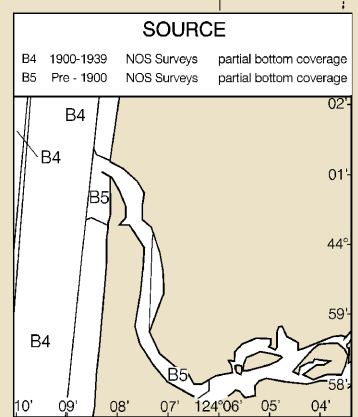 SOURCE
B4 1900-1939 NOS Surveys partial bottom coverage
B5 Pre - 1900 NOS Surveys partial bottom coverage
B4
02'
B4
01'
B5
44°
59'
B4
B5
58'
10' 09' 08' 07' 124°06' 05' 04'